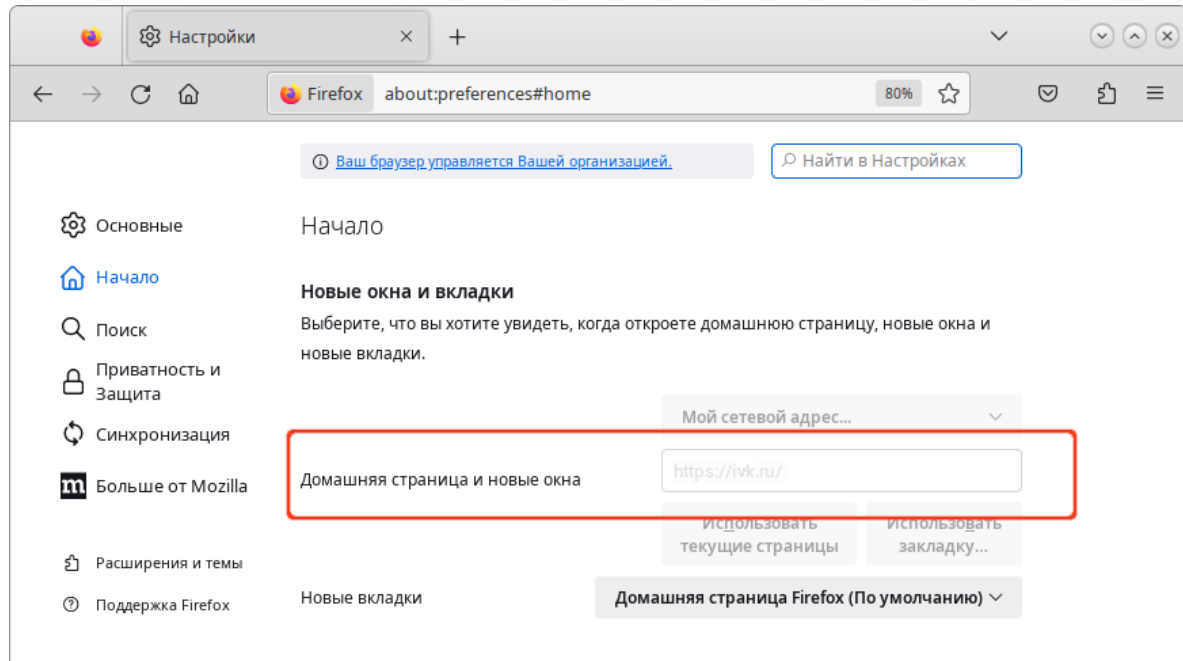 Настройки
Firefox about:preferences#home 80%
Ваш браузер управляется Вашей организацией.
Найти в Настройках
Основные
Начало
Поиск
Приватность и
Защита
Синхронизация
Больше от Mozilla
Расширения и темы
Поддержка Firefox
Начало
Новые окна и вкладки
Выберите, что вы хотите увидеть, когда откроете домашнюю страницу, новые окна и
новые вкладки.
Мой сетевой адрес...
Домашняя страница и новые окна
https://ivk.ru/
Использовать
текущие страницы
Использовать
закладку...
Новые вкладки
Домашняя страница Firefox (По умолчанию)